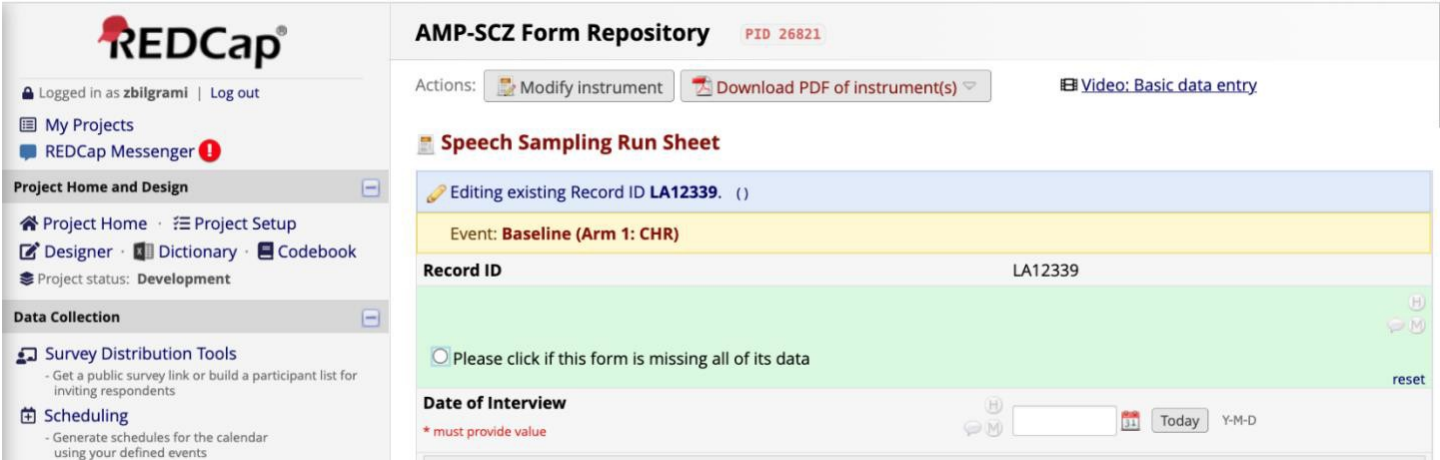 REDCap®
Logged in as zbilgrami | Log out
My Projects
REDCap Messenger
Project Home and Design
Project Home · Project Setup
Designer · Dictionary · Codebook
Project status: Development
Data Collection
Survey Distribution Tools
- Get a public survey link or build a participant list for
inviting respondents
Scheduling
- Generate schedules for the calendar
using your defined events
AMP-SCZ Form Repository PID 26821
Actions: Modify instrument Download PDF of instrument(s) Video: Basic data entry
Speech Sampling Run Sheet
Editing existing Record ID LA12339. ()
Event: Baseline (Arm 1: CHR)
Record ID LA12339
H
M
Please click if this form is missing all of its data
reset
Date of Interview
H
* must provide value
M
31 Today Y-M-D